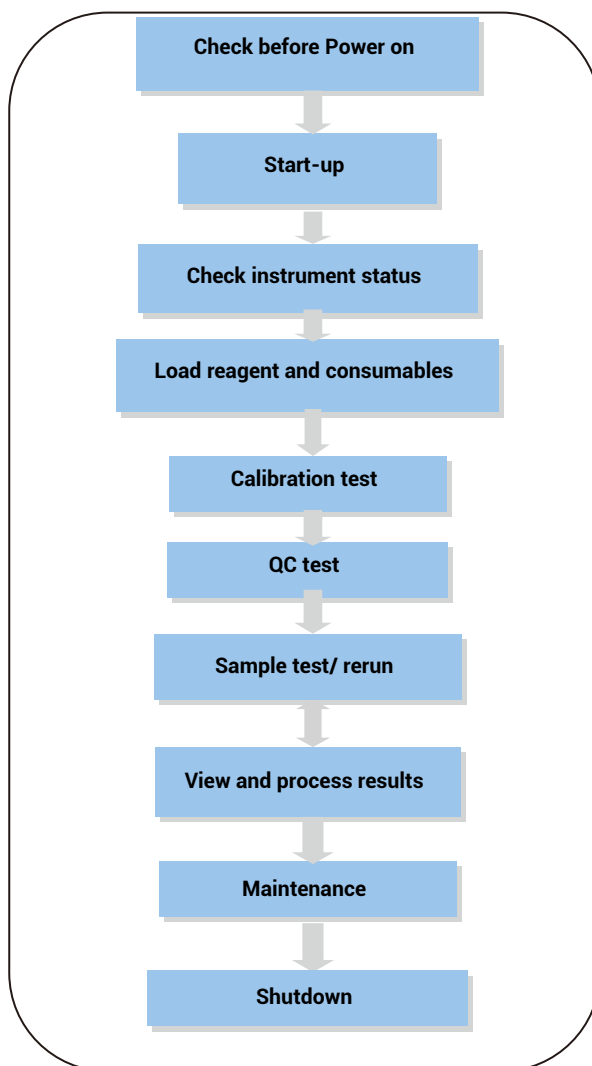 Check before Power on
Start-up
Check instrument status
Load reagent and consumables
Calibration test
QC test
Sample test/ rerun
View and process results
Maintenance
Shutdown